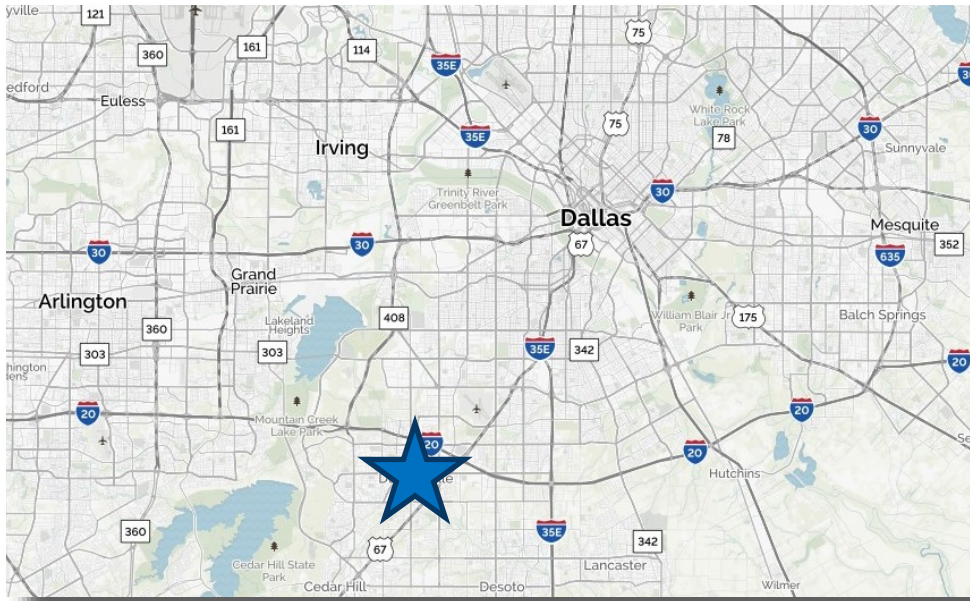 yville
121
360
161
161
114
35E
75
75
edford
Euless
Irving
35E
White Rock
Lake Park
78
30
Sunnyvale
Trinity River
Greenbelt Park
30
Dallas
67
Mesquite
352
635
30
30
Grand
Prairie
Arlington
360
303
Lakeland
Heights
303
408
35E
342
William Blair Jr
Park
175
Balch Springs
20
20
Mountain Creek
Lake Park
20
20
20
Hutchins
360
Cedar Hill State
Park
67
35E
342
Lancaster
Cedar Hill
Desoto
Wilmer